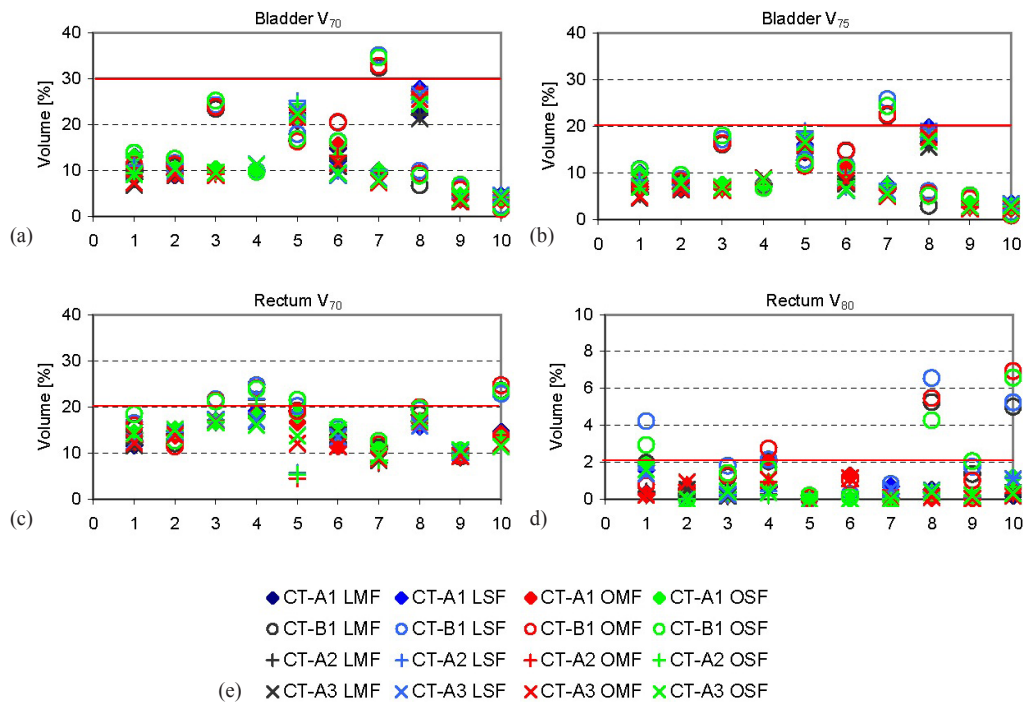 Bladder V70
Volume [%]
40
30
20
10
0
0 1 2 3 4 5 6 7 8 9 10
(a)
Bladder V75
Volume [%]
40
30
20
10
0
0 1 2 3 4 5 6 7 8 9 10
(b)
Rectum V70
Volume [%]
40
30
20
10
0
0 1 2 3 4 5 6 7 8 9 10
(c)
Rectum V80
Volume [%]
10
8
6
4
2
0
0 1 2 3 4 5 6 7 8 9 10
d)
CT-A1 LMF CT-A1 LSF CT-A1 OMF CT-A1 OSF
CT-B1 LMF CT-B1 LSF CT-B1 OMF CT-B1 OSF
CT-A2 LMF CT-A2 LSF CT-A2 OMF CT-A2 OSF
CT-A3 LMF CT-A3 LSF CT-A3 OMF CT-A3 OSF
(e)